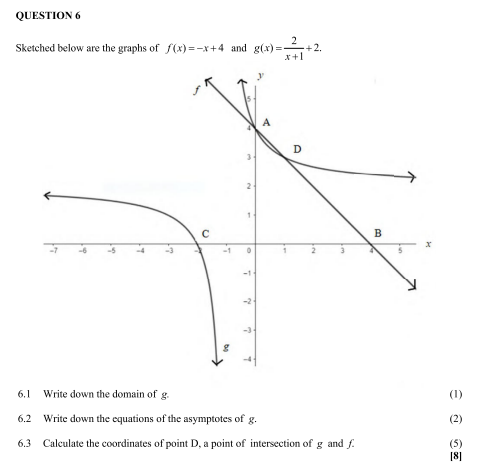 QUESTION 6
Sketched below are the graphs of f(x) = –x + 4 and g(x) = 2/(x+1) + 2.
y
f
5
A
4
D
3
2
1
C
B
x
-7 -6 -5 -4 -3 -2 -1 0 1 2 3 4 5
-1
-2
-3
g
-4
6.1 Write down the domain of g. (1)
6.2 Write down the equations of the asymptotes of g. (2)
6.3 Calculate the coordinates of point D, a point of intersection of g and f. (5)
[8]